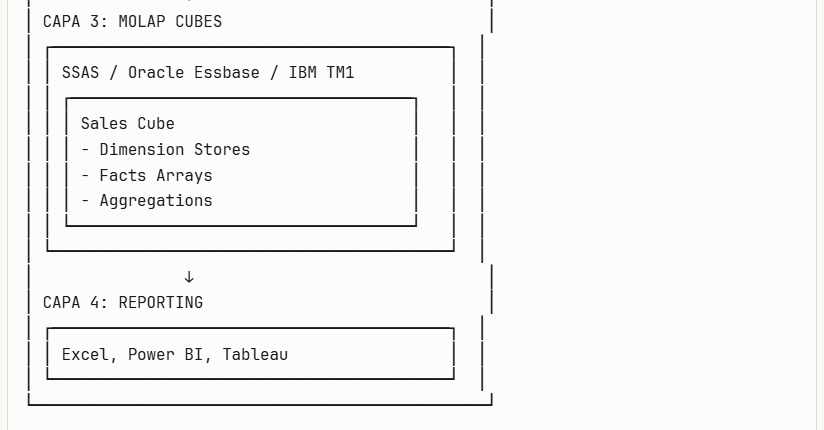 CAPA 3: MOLAP CUBES
SSAS / Oracle Essbase / IBM TM1
Sales Cube
- Dimension Stores
- Facts Arrays
- Aggregations
↓
CAPA 4: REPORTING
Excel, Power BI, Tableau